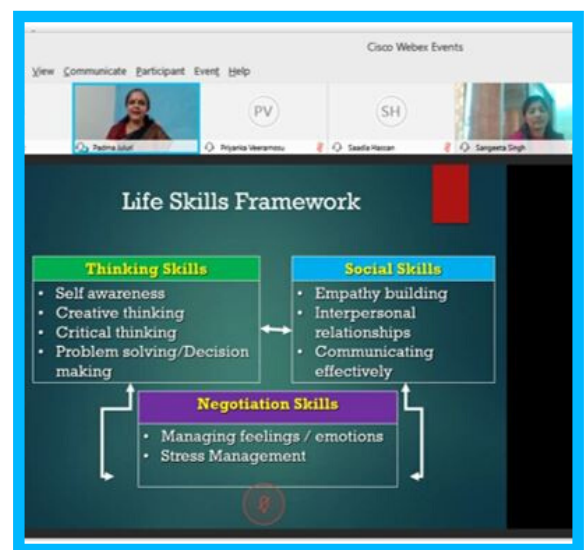 Cisco Webex Events
View Communicate Participant Event Help
PV
SH
Padma Juluri
Priyanka Veeramosu
Saadia Hassan
Sangeeta Singh
Life Skills Framework
Thinking Skills
• Self awareness
• Creative thinking
• Critical thinking
• Problem solving/Decision
making
Social Skills
• Empathy building
• Interpersonal
relationships
• Communicating
effectively
Negotiation Skills
• Managing feelings / emotions
• Stress Management